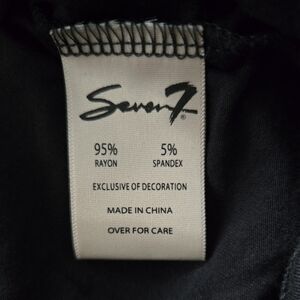 Seven7®
95% 5%
RAYON SPANDEX
EXCLUSIVE OF DECORATION
MADE IN CHINA
OVER FOR CARE